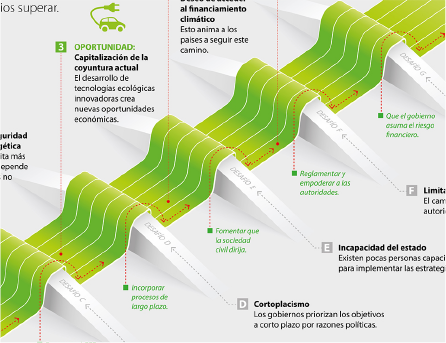 ios superar.
Deseo de acceder
al financiamiento
climático
Esto anima a los
países a seguir este
camino.
3 OPORTUNIDAD:
Capitalización de la
coyuntura actual
El desarrollo de
tecnologías ecológicas
innovadoras crea
nuevas oportunidades
económicas.
guridad
gética
ita más
epende
s no
DESAFÍO G
Que el gobierno
asuma el riesgo
financiero.
DESAFÍO F
Reglamentar y
empoderar a las
autoridades.
F Limita
El cam
autori
DESAFÍO E
Fomentar que
la sociedad
civil dirija.
E Incapacidad del estado
Existen pocas personas capaci
para implementar las estrateg
DESAFÍO D
Incorporar
procesos de
largo plazo.
D Cortoplacismo
Los gobiernos priorizan los objetivos
a corto plazo por razones políticas.
DESAFÍO C